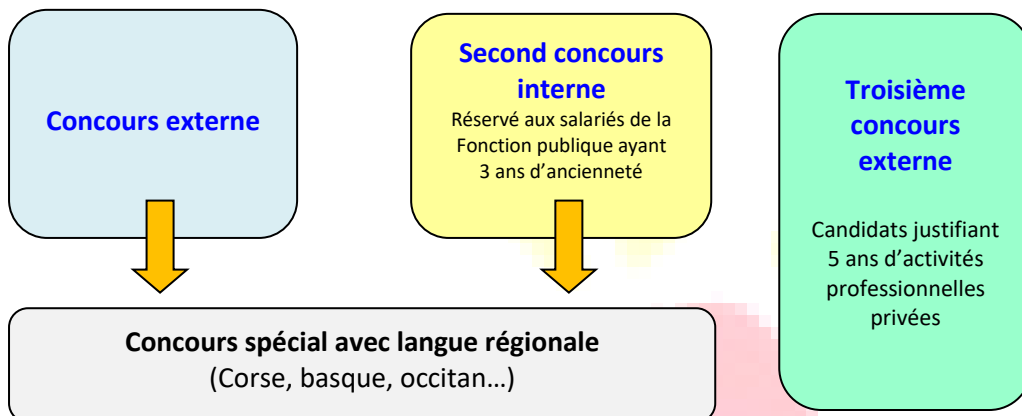 Concours externe
Second concours
interne
Réservé aux salariés de la
Fonction publique ayant
3 ans d’ancienneté
Troisième
concours
externe
Candidats justifiant
5 ans d’activités
professionnelles
privées
Concours spécial avec langue régionale
(Corse, basque, occitan…)